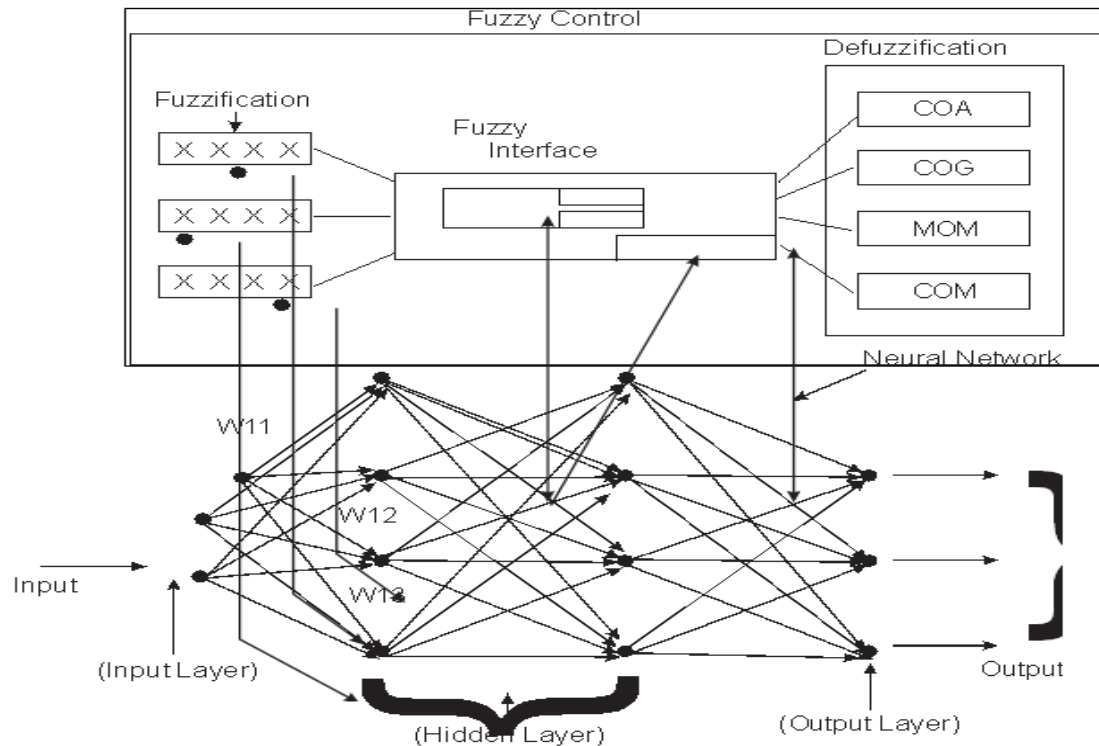 Fuzzy Control
Defuzzification
Fuzzification
COA
Fuzzy
Interface
X X X X
COG
X X X X
MOM
X X X X
COM
Neural Network
W11
W12
W13
Input
(Input Layer)
Output
(Hidden Layer)
(Output Layer)